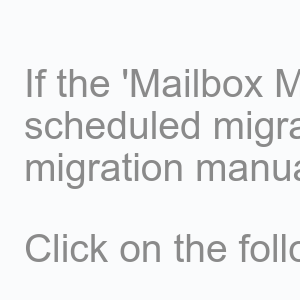 If the 'Mailbox M
scheduled migra
migration manua
Click on the follo